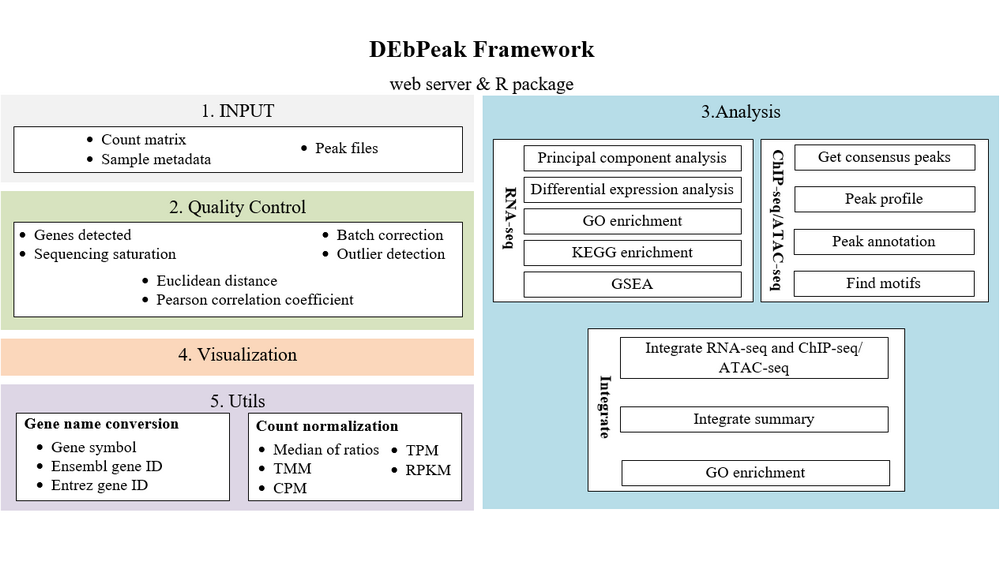 DEbPeak Framework
web server & R package
1. INPUT
• Count matrix
• Sample metadata
• Peak files
2. Quality Control
• Genes detected
• Sequencing saturation
• Batch correction
• Outlier detection
• Euclidean distance
• Pearson correlation coefficient
4. Visualization
5. Utils
Gene name conversion
• Gene symbol
• Ensembl gene ID
• Entrez gene ID
Count normalization
• Median of ratios
• TMM
• CPM
• TPM
• RPKM
3.Analysis
RNA-seq
Principal component analysis
Differential expression analysis
GO enrichment
KEGG enrichment
GSEA
ChIP-seq/ATAC-seq
Get consensus peaks
Peak profile
Peak annotation
Find motifs
Integrate
Integrate RNA-seq and ChIP-seq/
ATAC-seq
Integrate summary
GO enrichment